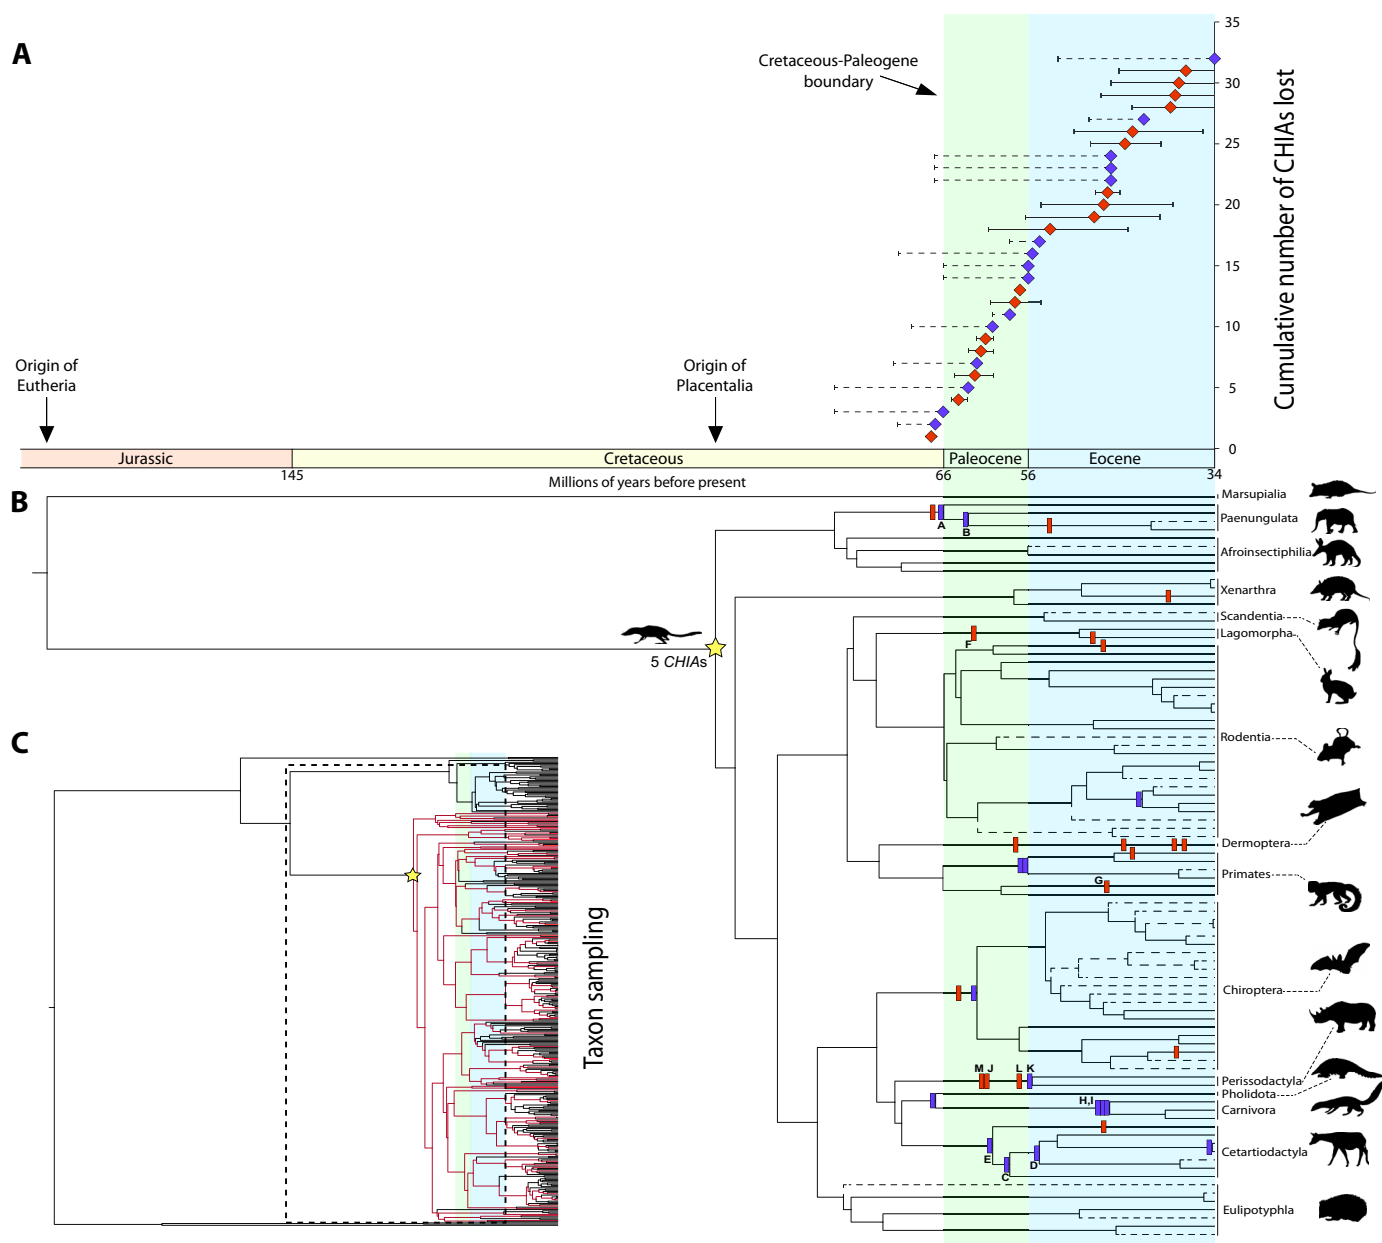 A
Cretaceous-Paleogene
boundary
Origin of
Eutheria
Origin of
Placentalia
35
30
25
20
15
10
5
0
Cumulative number of CHIAs lost
Jurassic
Cretaceous
Paleocene
Eocene
145
66
56
34
Millions of years before present
B
Marsupialia
Paenungulata
Afroinsectiphilia
Xenarthra
Scandentia
Lagomorpha
Rodentia
Dermoptera
Primates
Chiroptera
Perissodactyla
Pholidota
Carnivora
Cetartiodactyla
Eulipotyphla
5 CHIAs
A
B
F
G
M J L K
H,I
E
C
D
C
Taxon sampling